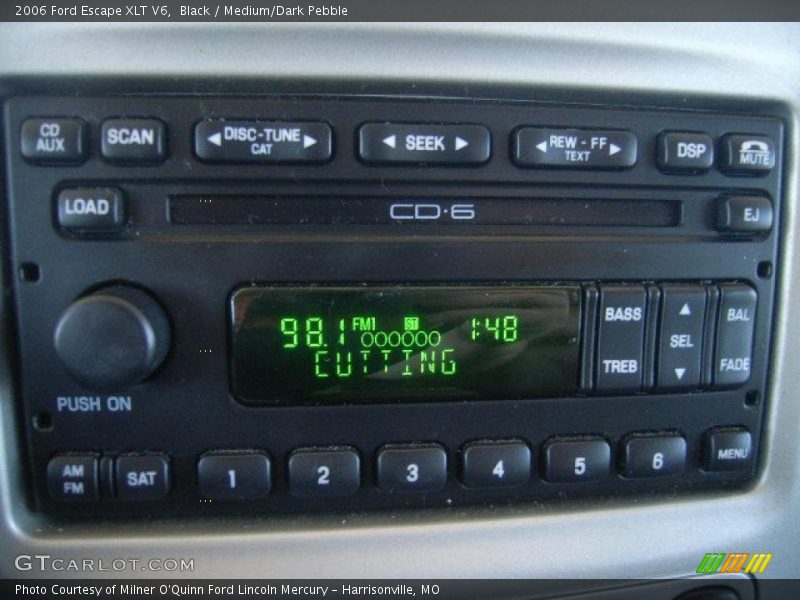 2006 Ford Escape XLT V6,  Black / Medium/Dark Pebble
CD AUX
SCAN
DISC-TUNE
CAT
SEEK
REW - FF
TEXT
DSP
MUTE
LOAD
CD·6
EJ
98.1 FM1 ST 1:48
CUTTING
BASS
TREB
SEL
BAL
FADE
PUSH ON
AM
FM
SAT
1
2
3
4
5
6
MENU
GTCARLOT.COM
Photo Courtesy of Milner O'Quinn Ford Lincoln Mercury – Harrisonville, MO